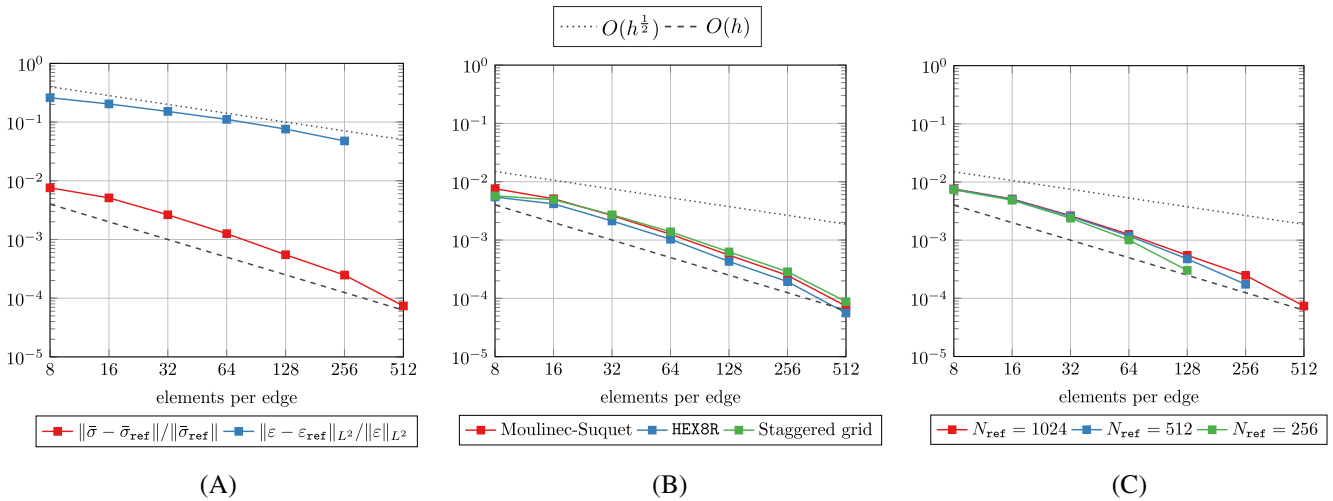 O(h^{1/2}) O(h)
10^0
10^{-1}
10^{-2}
10^{-3}
10^{-4}
10^{-5}
8 16 32 64 128 256 512
elements per edge
‖σ̄ − σ̄_ref‖/‖σ̄_ref‖ ‖ε − ε_ref‖_{L^2}/‖ε‖_{L^2}
(A)
10^0
10^{-1}
10^{-2}
10^{-3}
10^{-4}
10^{-5}
8 16 32 64 128 256 512
elements per edge
Moulinec-Suquet HEX8R Staggered grid
(B)
10^0
10^{-1}
10^{-2}
10^{-3}
10^{-4}
10^{-5}
8 16 32 64 128 256 512
elements per edge
N_ref = 1024 N_ref = 512 N_ref = 256
(C)